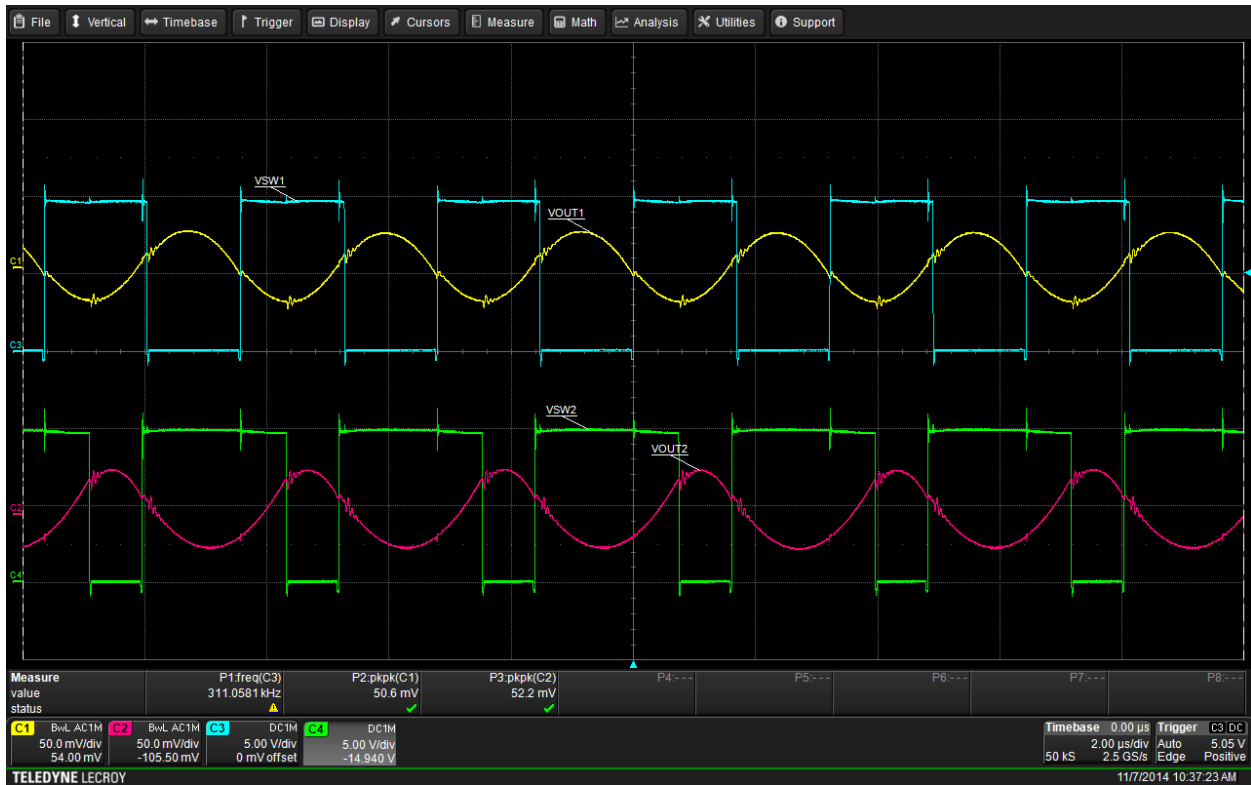 File Vertical Timebase Trigger Display Cursors Measure Math Analysis Utilities Support
VSW1
VOUT1
C1
C3
VSW2
VOUT2
C2
C4
Measure P1:freq(C3) P2:pkpk(C1) P3:pkpk(C2) P4:--- P5:--- P6:--- P7:--- P8:---
value 311.0581 kHz 50.6 mV 52.2 mV
status
C1 BwL AC1M C2 BwL AC1M C3 DC1M C4 DC1M Timebase 0.00 µs Trigger C3 DC
50.0 mV/div 50.0 mV/div 5.00 V/div 5.00 V/div 2.00 µs/div Auto 5.05 V
54.00 mV -105.50 mV 0 mV offset -14.940 V 50 kS 2.5 GS/s Edge Positive
TELEDYNE LECROY 11/7/2014 10:37:23 AM